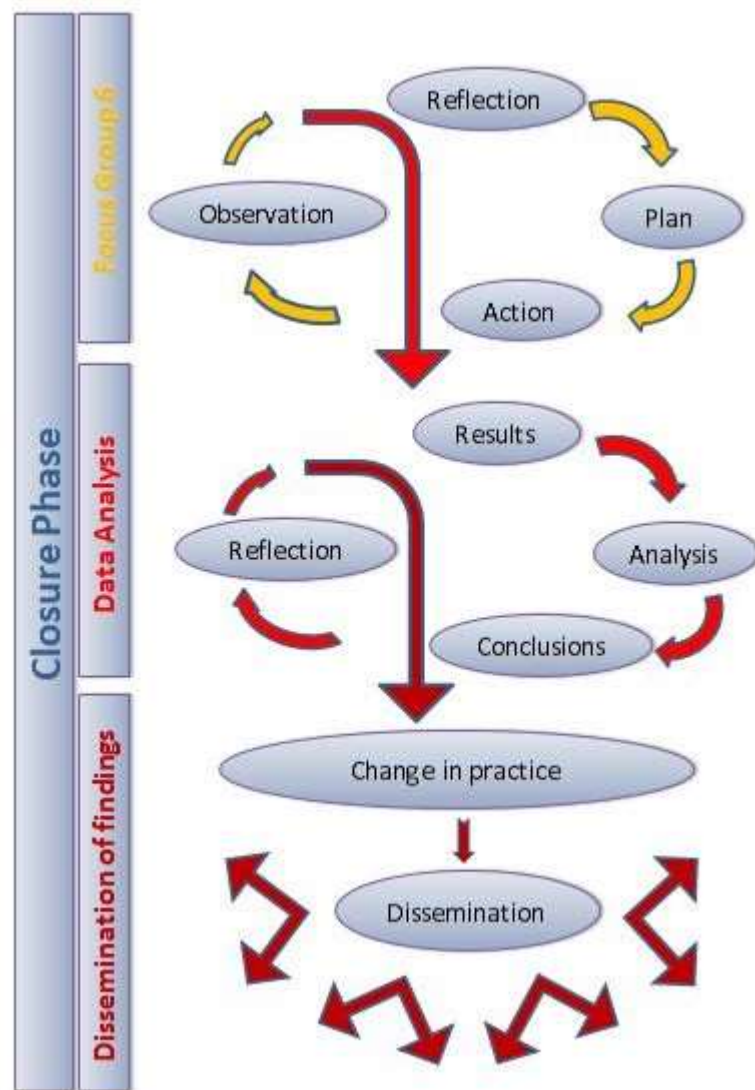 Closure Phase
Focus Group 6
Reflection
Observation
Plan
Action
Data Analysis
Results
Reflection
Analysis
Conclusions
Dissemination of findings
Change in practice
Dissemination